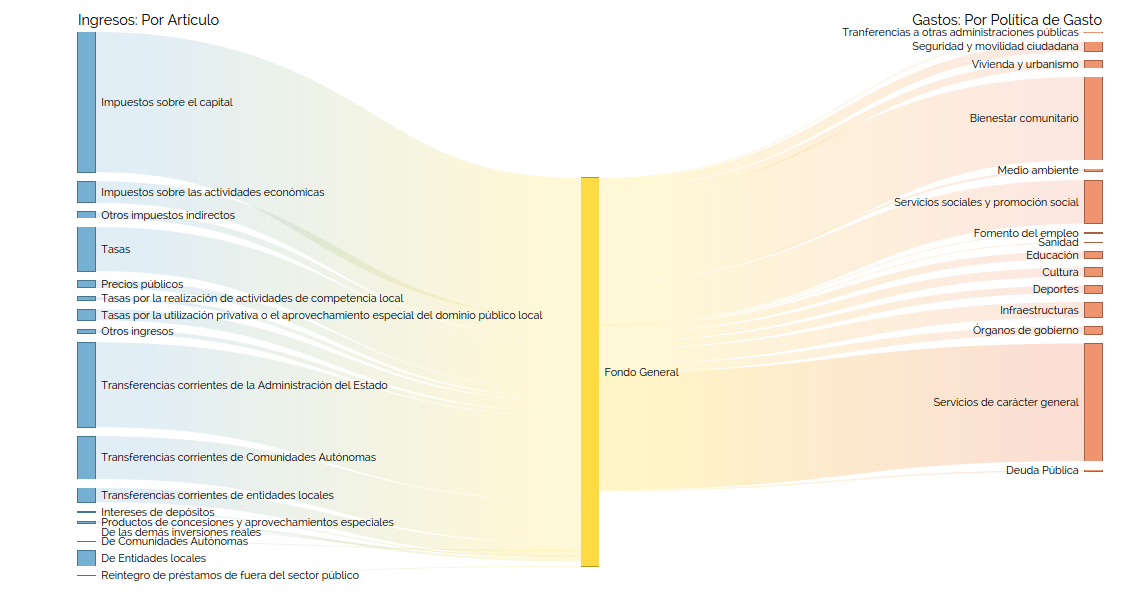 Ingresos: Por Artículo
Impuestos sobre el capital
Impuestos sobre las actividades económicas
Otros impuestos indirectos
Tasas
Precios públicos
Tasas por la realización de actividades de competencia local
Tasas por la utilización privativa o el aprovechamiento especial del dominio público local
Otros ingresos
Transferencias corrientes de la Administración del Estado
Transferencias corrientes de Comunidades Autónomas
Transferencias corrientes de entidades locales
Intereses de depósitos
Productos de concesiones y aprovechamientos especiales
De las demás inversiones reales
De Comunidades Autónomas
De Entidades locales
Reintegro de préstamos de fuera del sector público
Fondo General
Gastos: Por Política de Gasto
Tranferencias a otras administraciones públicas
Seguridad y movilidad ciudadana
Vivienda y urbanismo
Bienestar comunitario
Medio ambiente
Servicios sociales y promoción social
Fomento del empleo
Sanidad
Educación
Cultura
Deportes
Infraestructuras
Órganos de gobierno
Servicios de carácter general
Deuda Pública